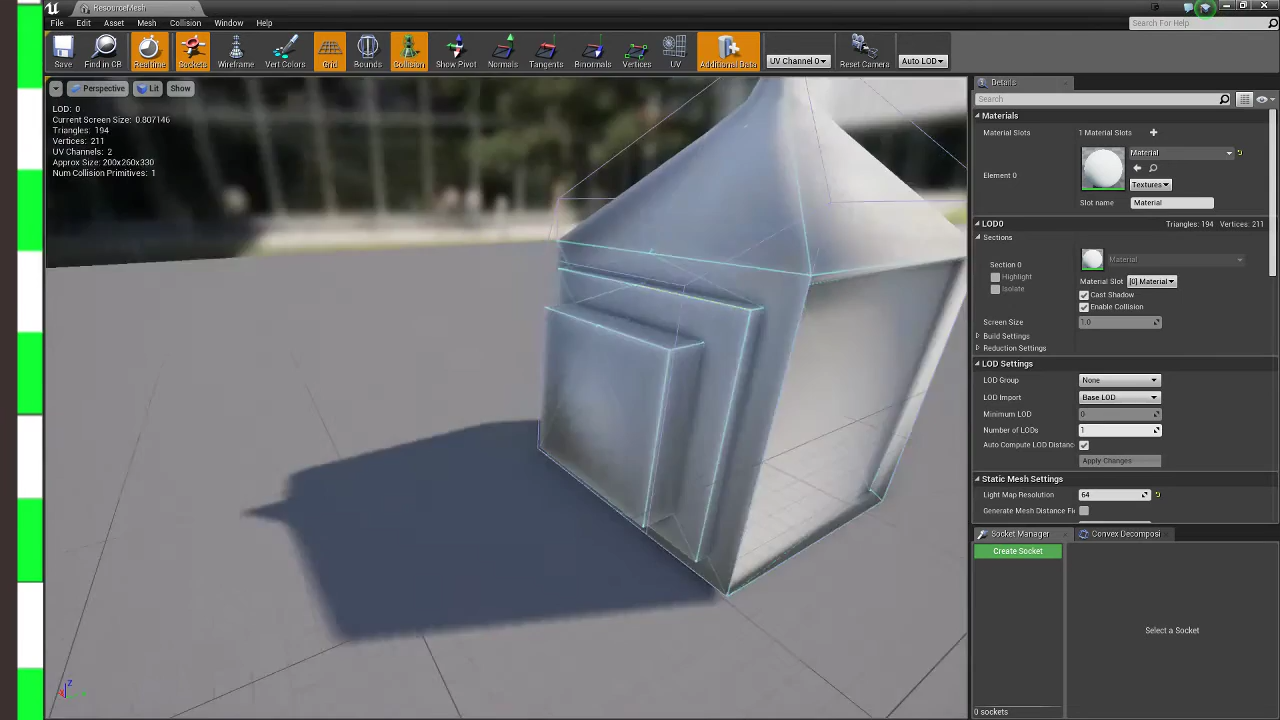 ResourceMesh
File Edit Asset Mesh Collision Window Help
Search For Help
Save Find in CB Realtime Sockets Wireframe Vert Colors Grid Bounds Collision Show Pivot Normals Tangents Binormals Vertices UV Additional Data UV Channel 0 Reset Camera Auto LOD
Perspective Lit Show
LOD: 0
Current Screen Size: 0.807146
Triangles: 194
Vertices: 211
UV Channels: 2
Approx Size: 200x260x330
Num Collision Primitives: 1
Z
Details
Search
Materials
Material Slots 1 Material Slots
Element 0
Material
Textures
Slot name Material
LOD0 Triangles: 194 Vertices: 211
Sections
Section 0
Highlight
Isolate
Material
Material Slot [0] Material
Cast Shadow
Enable Collision
Screen Size 1.0
Build Settings
Reduction Settings
LOD Settings
LOD Group None
LOD Import Base LOD
Minimum LOD 0
Number of LODs 1
Auto Compute LOD Distanc
Apply Changes
Static Mesh Settings
Light Map Resolution 64
Generate Mesh Distance Fi
Socket Manager Convex Decomposi
Create Socket
Select a Socket
0 sockets